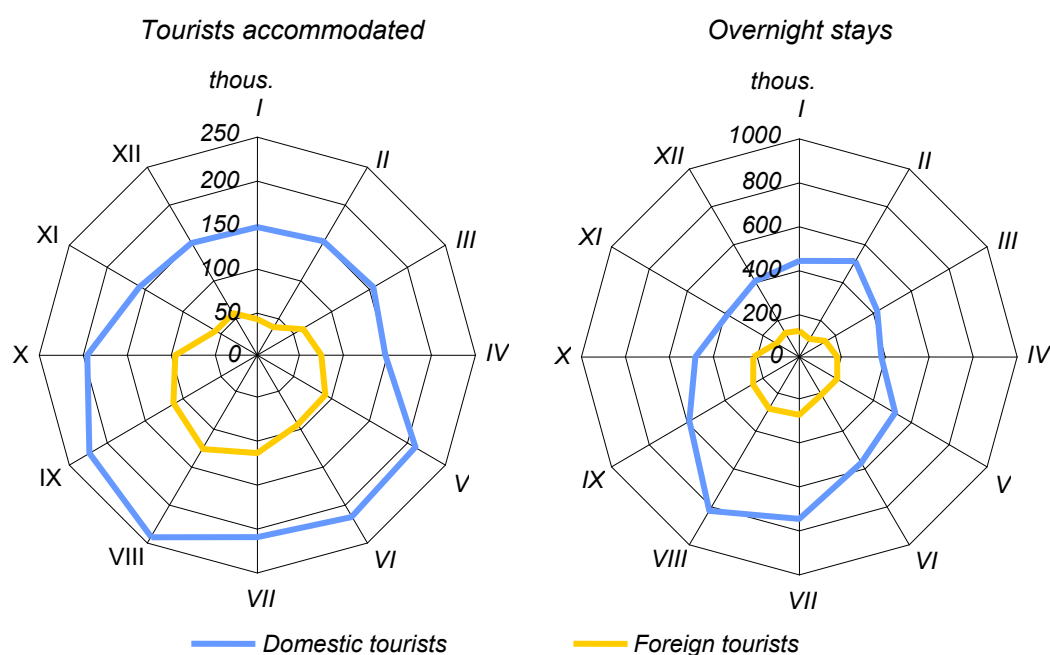 Tourists accommodated
thous.
I
II
III
IV
V
VI
VII
VIII
IX
X
XI
XII
250
200
150
100
50
0
Overnight stays
thous.
I
II
III
IV
V
VI
VII
VIII
IX
X
XI
XII
1000
800
600
400
200
0
Domestic tourists
Foreign tourists